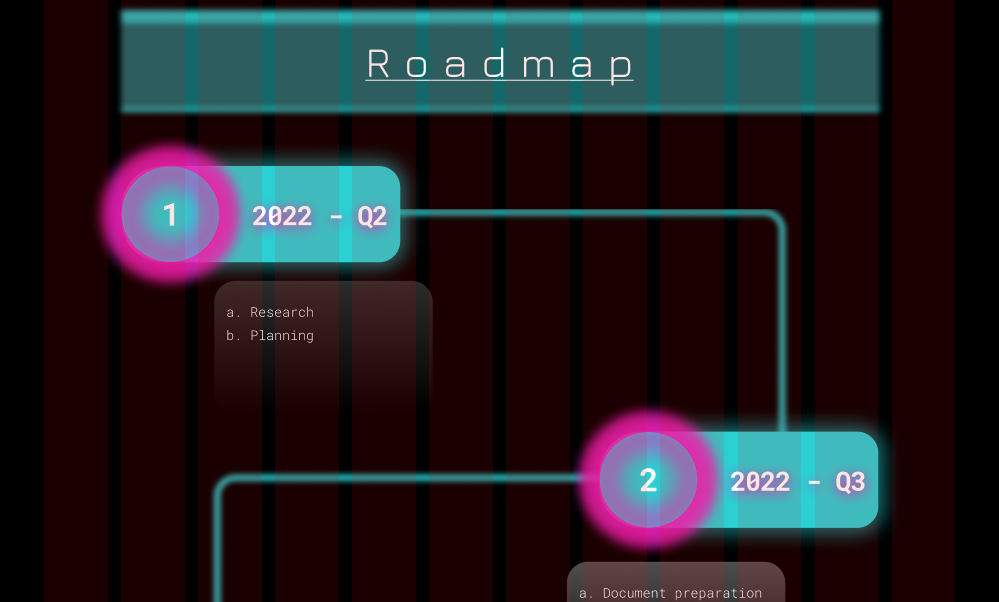 Roadmap
1
2022 - Q2
a. Research
b. Planning
2
2022 - Q3
a. Document preparation